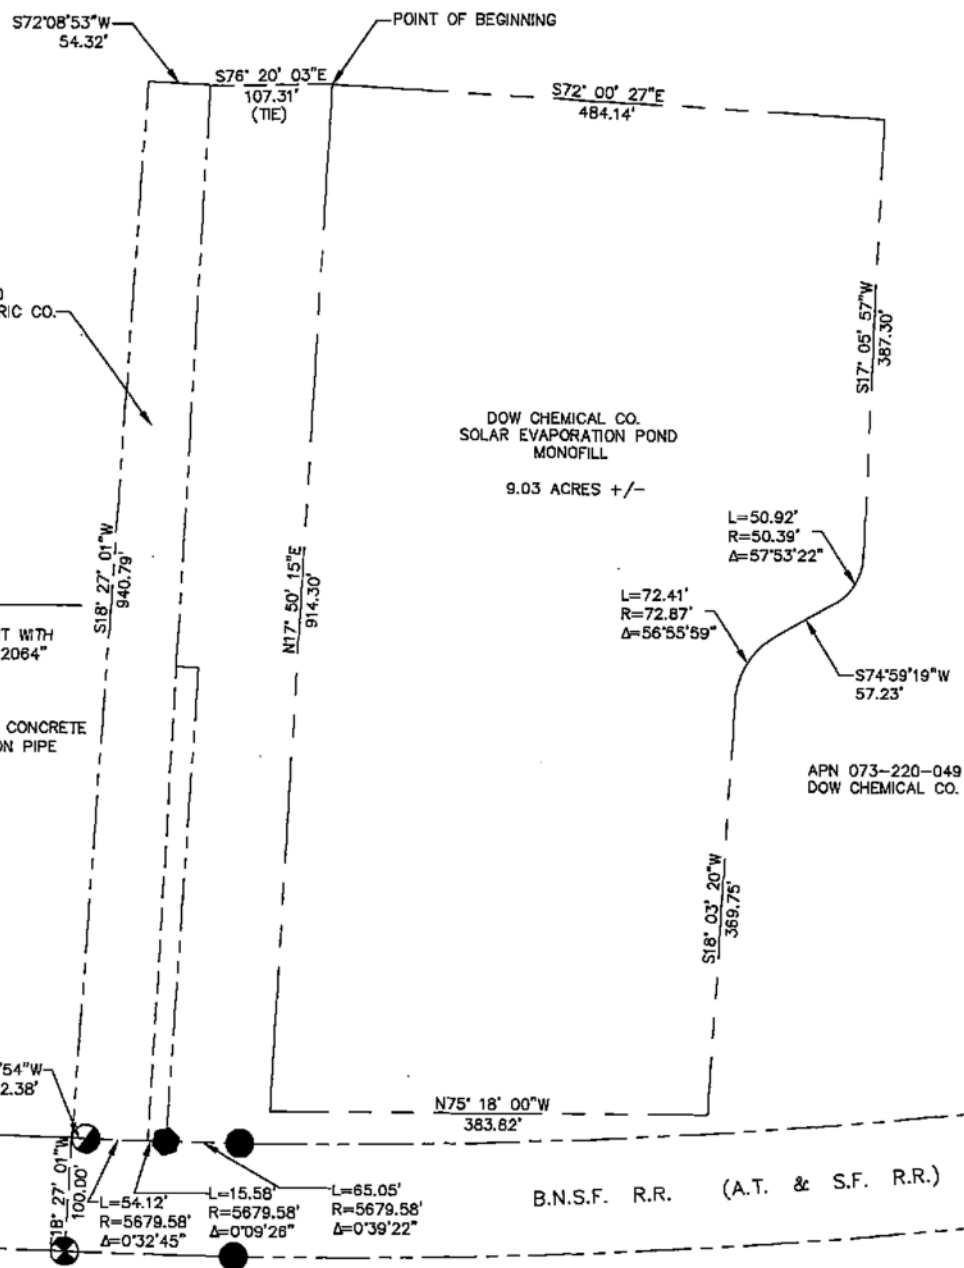 S72°08'53"W
54.32'
POINT OF BEGINNING
S76° 20' 03"E
107.31'
(TIE)
S72° 00' 27"E
484.14'
RIC CO.
S17° 05' 57"W
387.30'
DOW CHEMICAL CO.
SOLAR EVAPORATION POND
MONOFILL
9.03 ACRES +/-
L=50.92'
R=50.39'
Δ=57°53'22"
S18° 27' 01"W
940.79'
N17° 50' 15"E
914.30'
L=72.41'
R=72.87'
Δ=56°55'59"
T WITH
2064"
S74°59'19"W
57.23'
CONCRETE
ON PIPE
APN 073-220-049
DOW CHEMICAL CO.
S18° 03' 20"W
369.75'
'54"W
2.38'
N75° 18' 00"W
383.62'
S18° 27' 01"W
100.00'
L=54.12'
R=5679.58'
Δ=0°32'45"
L=15.58'
R=5679.58'
Δ=0°09'26"
L=65.05'
R=5679.58'
Δ=0°39'22"
B.N.S.F. R.R. (A.T. & S.F. R.R.)